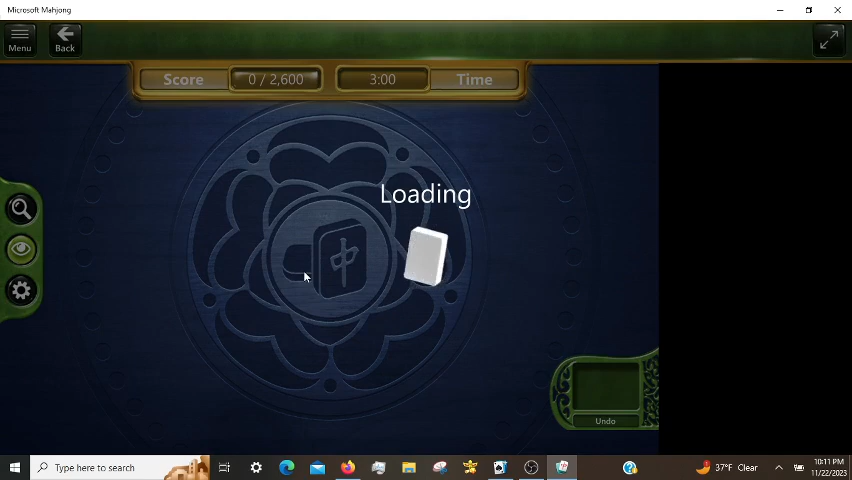 Microsoft Mahjong
Menu
Back
Score
0 / 2,600
3:00
Time
Loading
中
Undo
Type here to search
37°F Clear
10:11 PM
11/22/2023